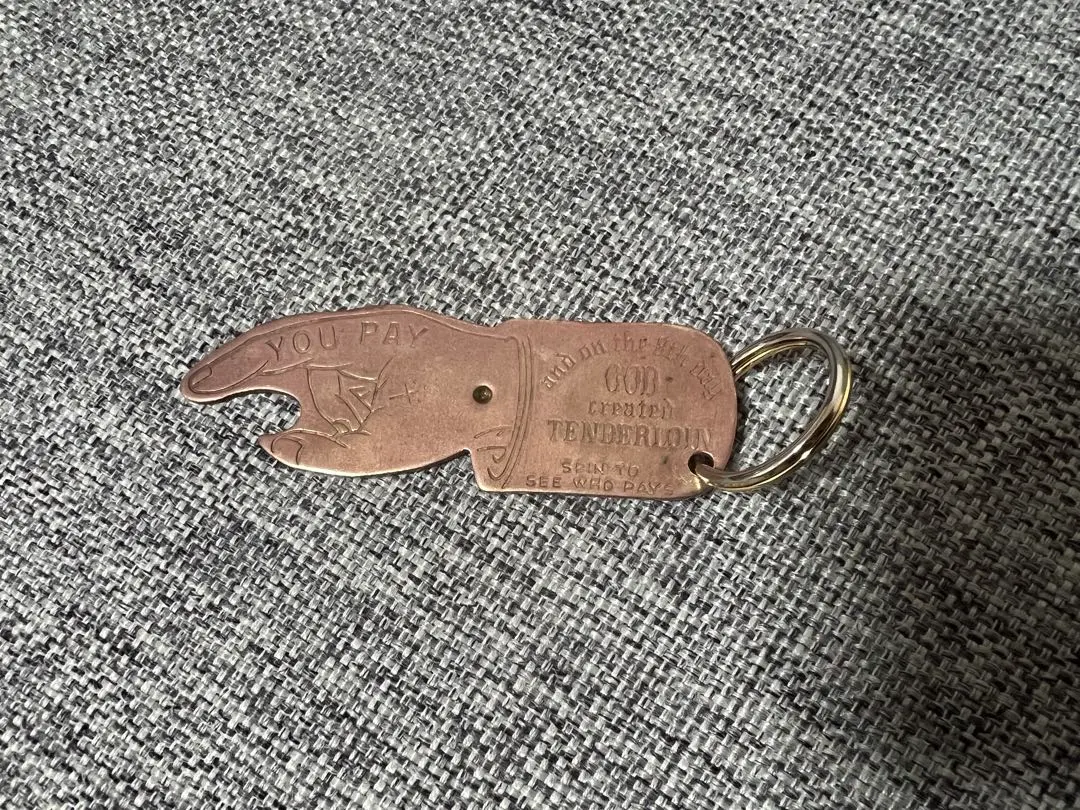 YOU PAY
and on the 8th day
GOD
created
TENDERLOIN
SPIN TO
SEE WHO PAYS